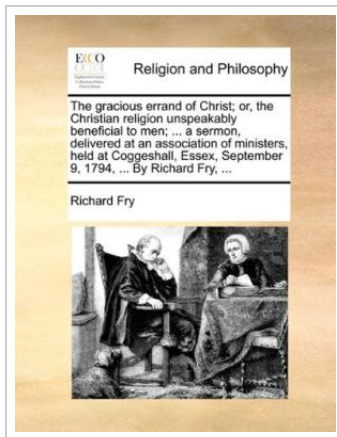 ECCO
Religion and Philosophy
The gracious errand of Christ; or, the
Christian religion unspeakably
beneficial to men; ... a sermon,
delivered at an association of ministers,
held at Coggeshall, Essex, September
9, 1794, ... By Richard Fry, ...
Richard Fry